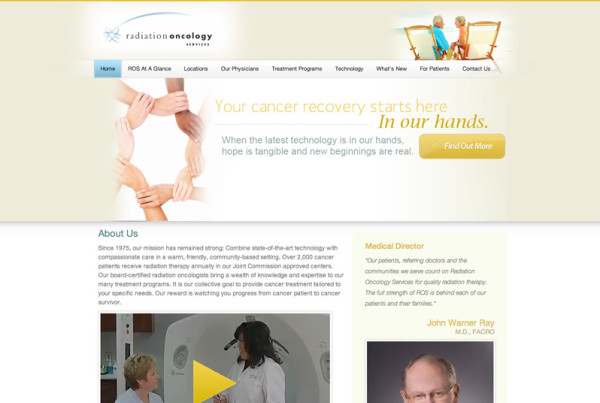 radiation oncology
SERVICES
Home ROS At A Glance Locations Our Physicians Treatment Programs Technology What's New For Patients Contact Us
Your cancer recovery starts here
In our hands.
When the latest technology is in our hands,
hope is tangible and new beginnings are real.
Find Out More
About Us
Since 1975, our mission has remained strong: Combine state-of-the-art technology with
compassionate care in a warm, friendly, community-based setting. Over 2,000 cancer
patients receive radiation therapy annually in our Joint Commission approved centers.
Our board-certified radiation oncologists bring a wealth of knowledge and expertise to our
many treatment programs. It is our collective goal to provide cancer treatment tailored to
your specific needs. Our reward is watching you progress from cancer patient to cancer
survivor.
Medical Director
"Our patients, referring doctors and the
communities we serve count on Radiation
Oncology Services for quality radiation therapy.
The full strength of ROS is behind each of our
patients and their families."
John Warner Ray
M.D., FACRO